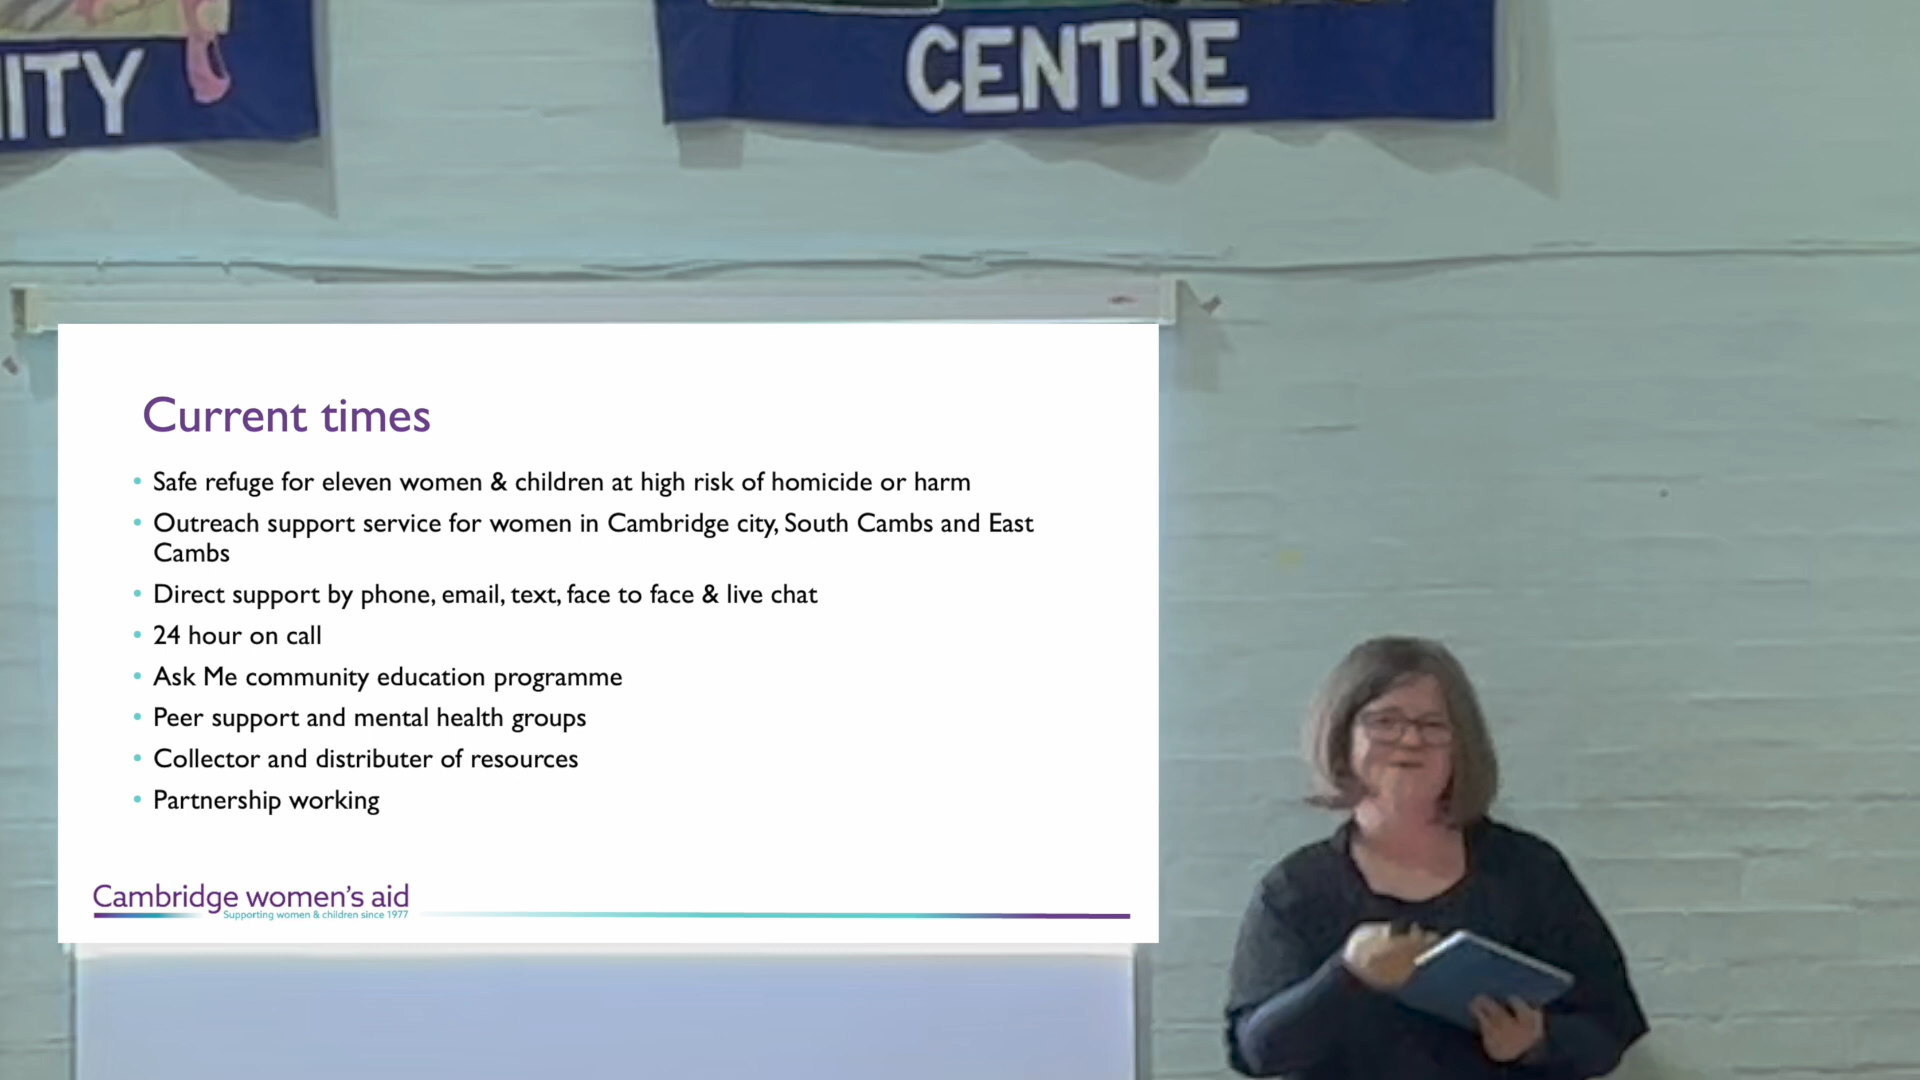 ITY
CENTRE
Current times
• Safe refuge for eleven women & children at high risk of homicide or harm
• Outreach support service for women in Cambridge city, South Cambs and East
Cambs
• Direct support by phone, email, text, face to face & live chat
• 24 hour on call
• Ask Me community education programme
• Peer support and mental health groups
• Collector and distributer of resources
• Partnership working
Cambridge women's aid
Supporting women & children since 1977